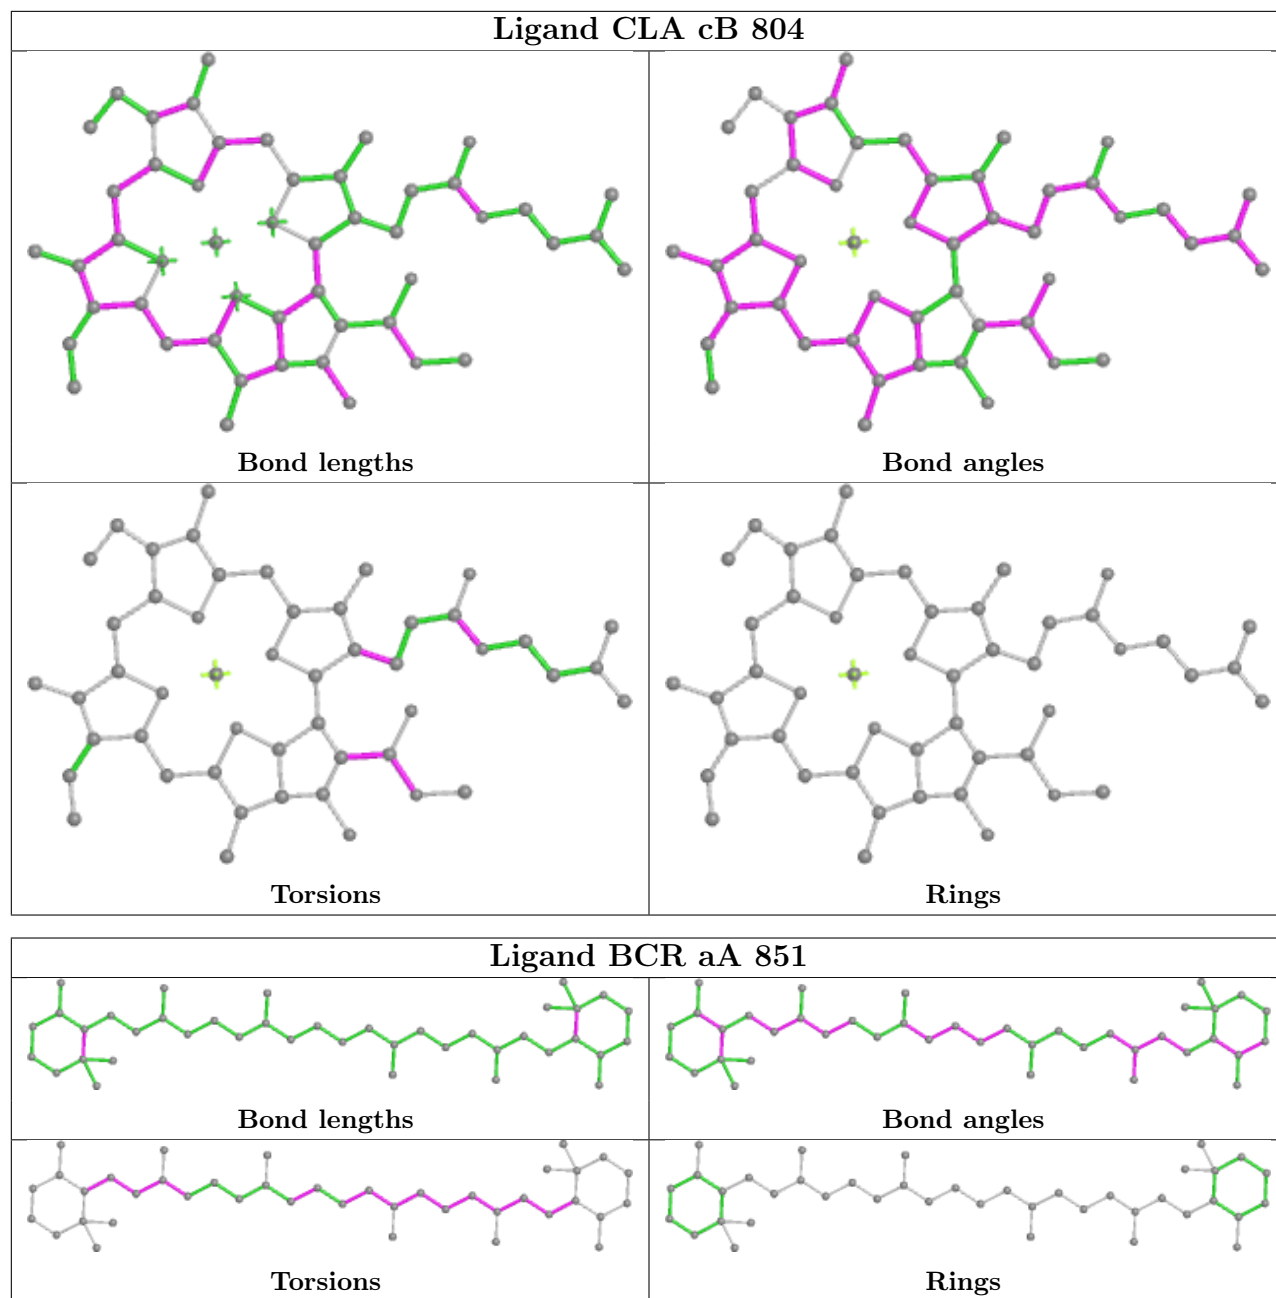 Ligand CLA cB 804
Bond lengths
Bond angles
Torsions
Rings
Ligand BCR aA 851
Bond lengths
Bond angles
Torsions
Rings